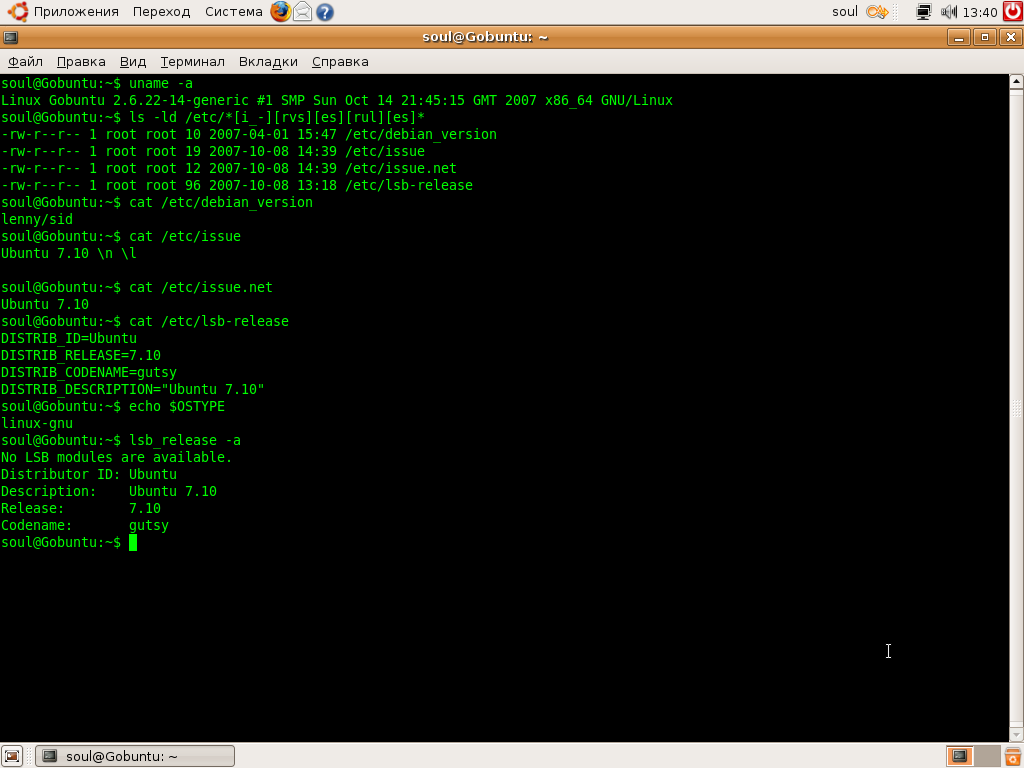 Приложения Переход Система soul 13:40
soul@Gobuntu: ~
Файл Правка Вид Терминал Вкладки Справка
soul@Gobuntu:~$ uname -a
Linux Gobuntu 2.6.22-14-generic #1 SMP Sun Oct 14 21:45:15 GMT 2007 x86_64 GNU/Linux
soul@Gobuntu:~$ ls -ld /etc/*[i_-][rvs][es][rul][es]*
-rw-r--r-- 1 root root 10 2007-04-01 15:47 /etc/debian_version
-rw-r--r-- 1 root root 19 2007-10-08 14:39 /etc/issue
-rw-r--r-- 1 root root 12 2007-10-08 14:39 /etc/issue.net
-rw-r--r-- 1 root root 96 2007-10-08 13:18 /etc/lsb-release
soul@Gobuntu:~$ cat /etc/debian_version
lenny/sid
soul@Gobuntu:~$ cat /etc/issue
Ubuntu 7.10 \n \l
soul@Gobuntu:~$ cat /etc/issue.net
Ubuntu 7.10
soul@Gobuntu:~$ cat /etc/lsb-release
DISTRIB_ID=Ubuntu
DISTRIB_RELEASE=7.10
DISTRIB_CODENAME=gutsy
DISTRIB_DESCRIPTION="Ubuntu 7.10"
soul@Gobuntu:~$ echo $OSTYPE
linux-gnu
soul@Gobuntu:~$ lsb_release -a
No LSB modules are available.
Distributor ID: Ubuntu
Description:    Ubuntu 7.10
Release:        7.10
Codename:       gutsy
soul@Gobuntu:~$
soul@Gobuntu: ~